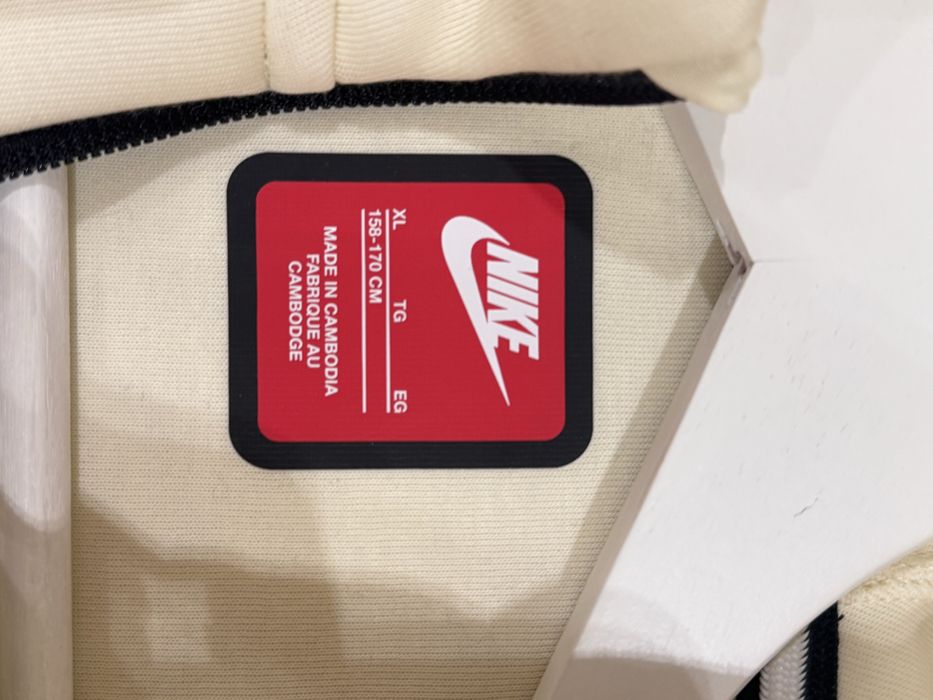 NIKE
XL TG EG
158-170 CM
MADE IN CAMBODIA
FABRIQUE AU
CAMBODGE